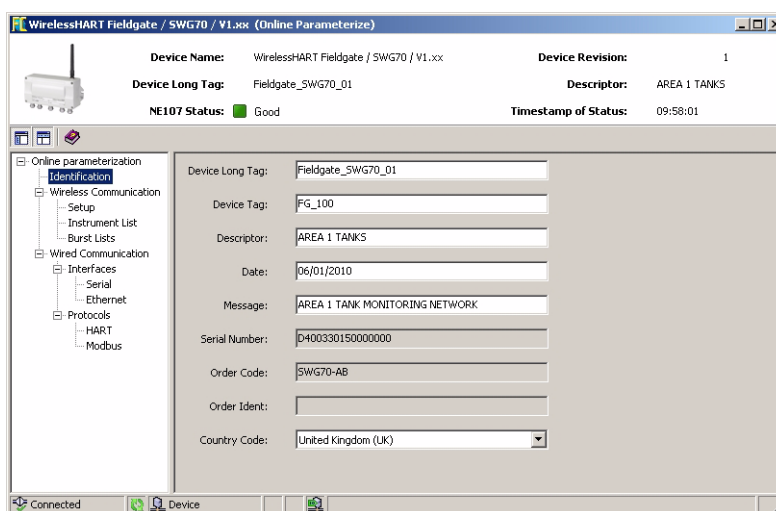 WirelessHART Fieldgate / SWG70 / V1.xx (Online Parameterize)
Device Name: WirelessHART Fieldgate / SWG70 / V1.xx Device Revision: 1
Device Long Tag: Fieldgate_SWG70_01 Descriptor: AREA 1 TANKS
NE107 Status: Good Timestamp of Status: 09:58:01
Online parameterization
Identification
Wireless Communication
Setup
Instrument List
Burst Lists
Wired Communication
Interfaces
Serial
Ethernet
Protocols
HART
Modbus
Device Long Tag: Fieldgate_SWG70_01
Device Tag: FG_100
Descriptor: AREA 1 TANKS
Date: 06/01/2010
Message: AREA 1 TANK MONITORING NETWORK
Serial Number: D400330150000000
Order Code: SWG70-AB
Order Ident:
Country Code: United Kingdom (UK)
Connected Device